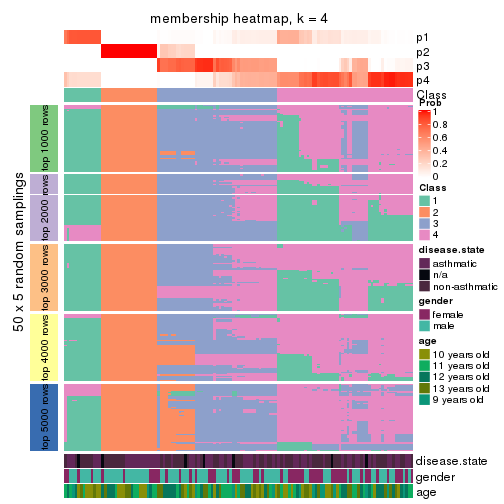 membership heatmap, k = 4
p1
p2
p3
p4
Class
50 x 5 random samplings
top 1000 rows
top 2000 rows
top 3000 rows
top 4000 rows
top 5000 rows
Prob
1
0.8
0.6
0.4
0.2
0
Class
1
2
3
4
disease.state
asthmatic
n/a
non-asthmatic
gender
female
male
age
10 years old
11 years old
12 years old
13 years old
9 years old
disease.state
gender
age